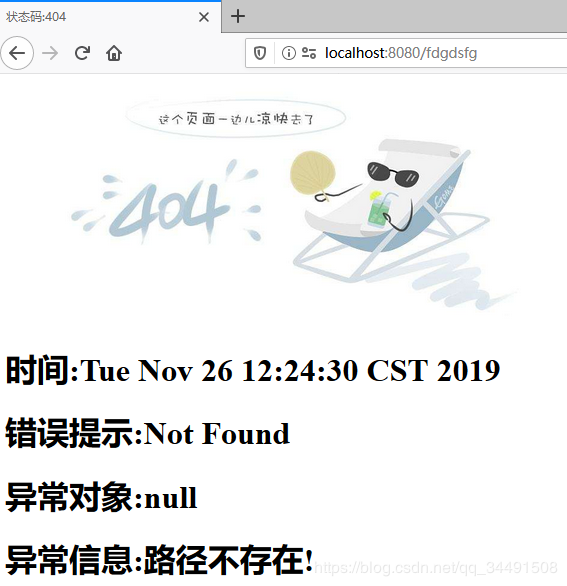 状态码:404
localhost:8080/fdgdsfg
这个页面一边儿凉快去了
404
Gone
时间:Tue Nov 26 12:24:30 CST 2019
错误提示:Not Found
异常对象:null
异常信息:路径不存在!
https://blog.csdn.net/qq_34491508